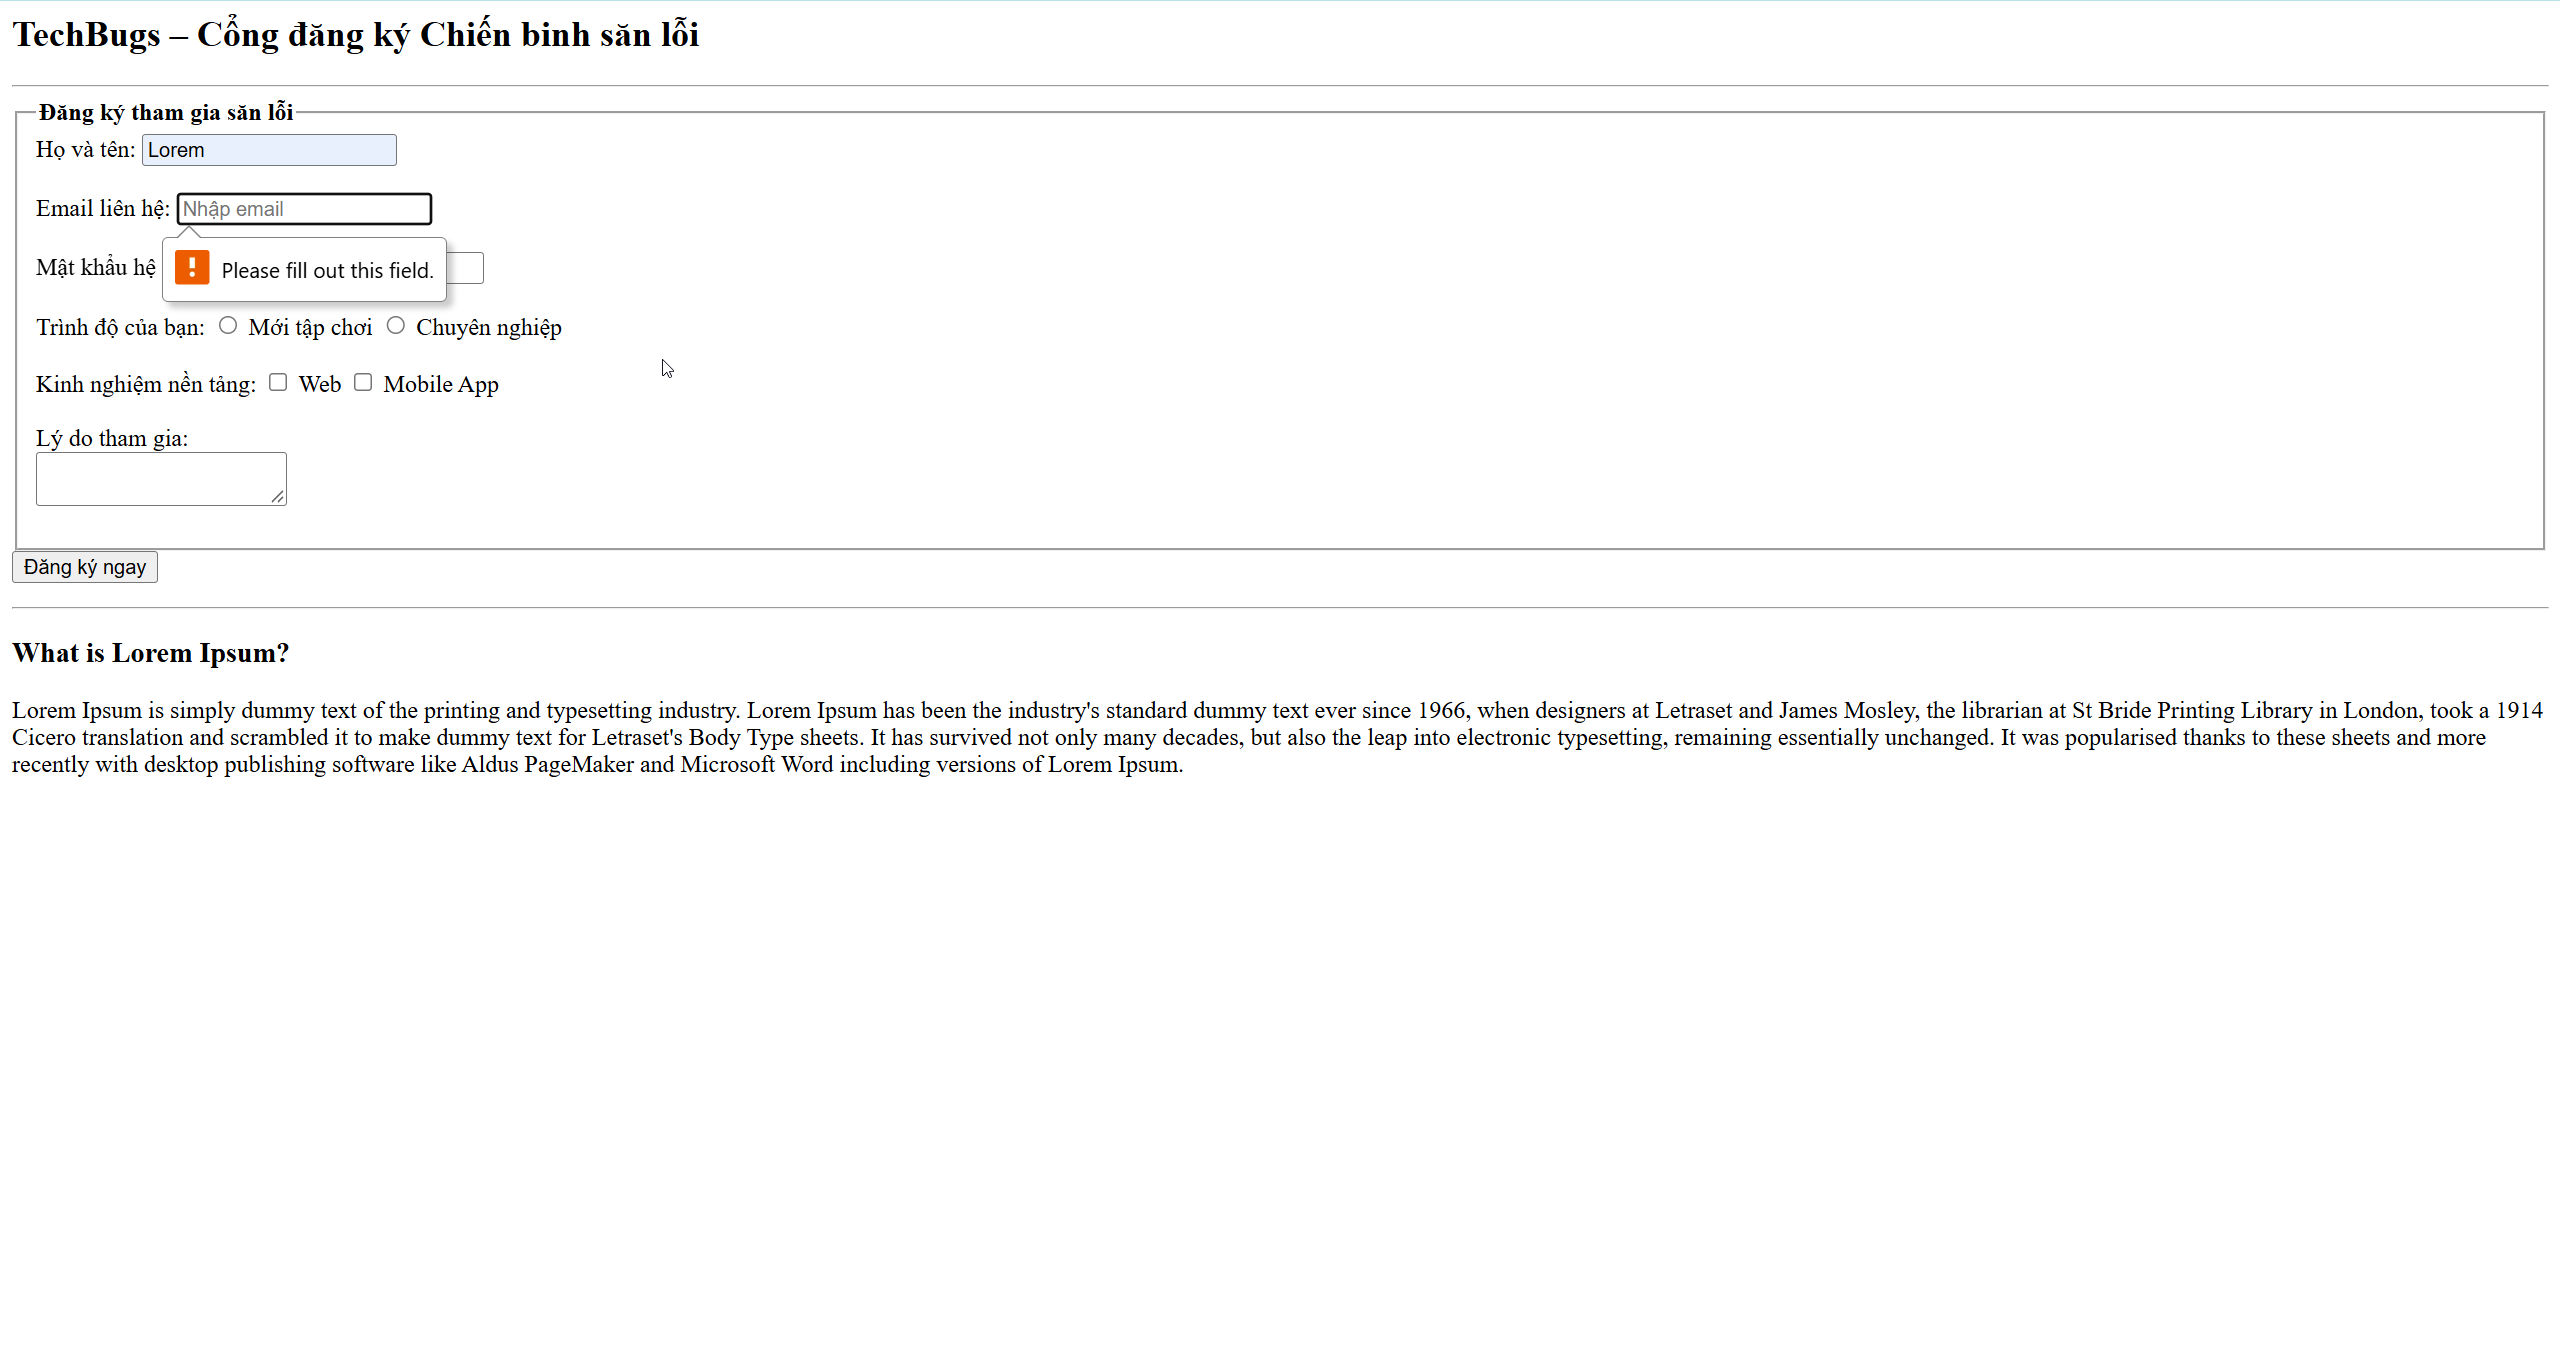 TechBugs – Cổng đăng ký Chiến binh săn lỗi
Đăng ký tham gia săn lỗi
Họ và tên: Lorem
Email liên hệ: Nhập email
Mật khẩu hệ
Please fill out this field.
Trình độ của bạn: Mới tập chơi Chuyên nghiệp
Kinh nghiệm nền tảng: Web Mobile App
Lý do tham gia:
Đăng ký ngay
What is Lorem Ipsum?
Lorem Ipsum is simply dummy text of the printing and typesetting industry. Lorem Ipsum has been the industry's standard dummy text ever since 1966, when designers at Letraset and James Mosley, the librarian at St Bride Printing Library in London, took a 1914
Cicero translation and scrambled it to make dummy text for Letraset's Body Type sheets. It has survived not only many decades, but also the leap into electronic typesetting, remaining essentially unchanged. It was popularised thanks to these sheets and more
recently with desktop publishing software like Aldus PageMaker and Microsoft Word including versions of Lorem Ipsum.